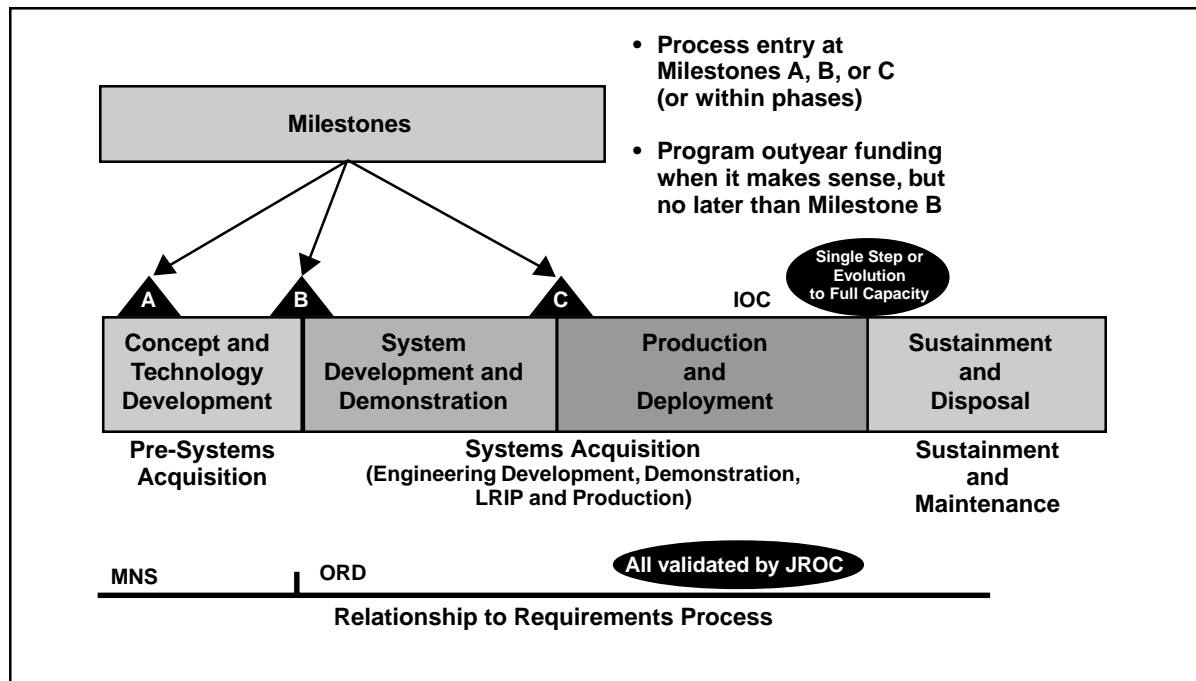 • Process entry at
Milestones A, B, or C
(or within phases)
• Program outyear funding
when it makes sense, but
no later than Milestone B
Milestones
A
B
C
IOC
Single Step or
Evolution
to Full Capacity
Concept and
Technology
Development
System
Development and
Demonstration
Production
and
Deployment
Sustainment
and
Disposal
Pre-Systems
Acquisition
Systems Acquisition
(Engineering Development, Demonstration,
LRIP and Production)
Sustainment
and
Maintenance
MNS
ORD
All validated by JROC
Relationship to Requirements Process